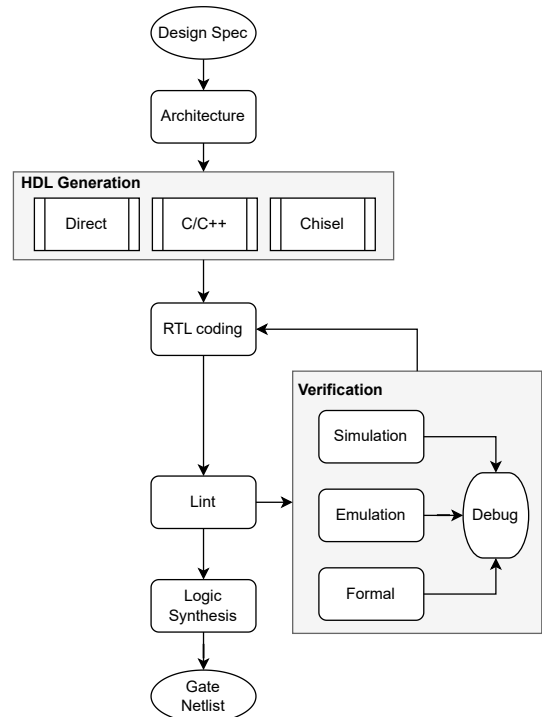 Design Spec
Architecture
HDL Generation
Direct
C/C++
Chisel
RTL coding
Verification
Simulation
Lint
Emulation
Debug
Formal
Logic
Synthesis
Gate
Netlist